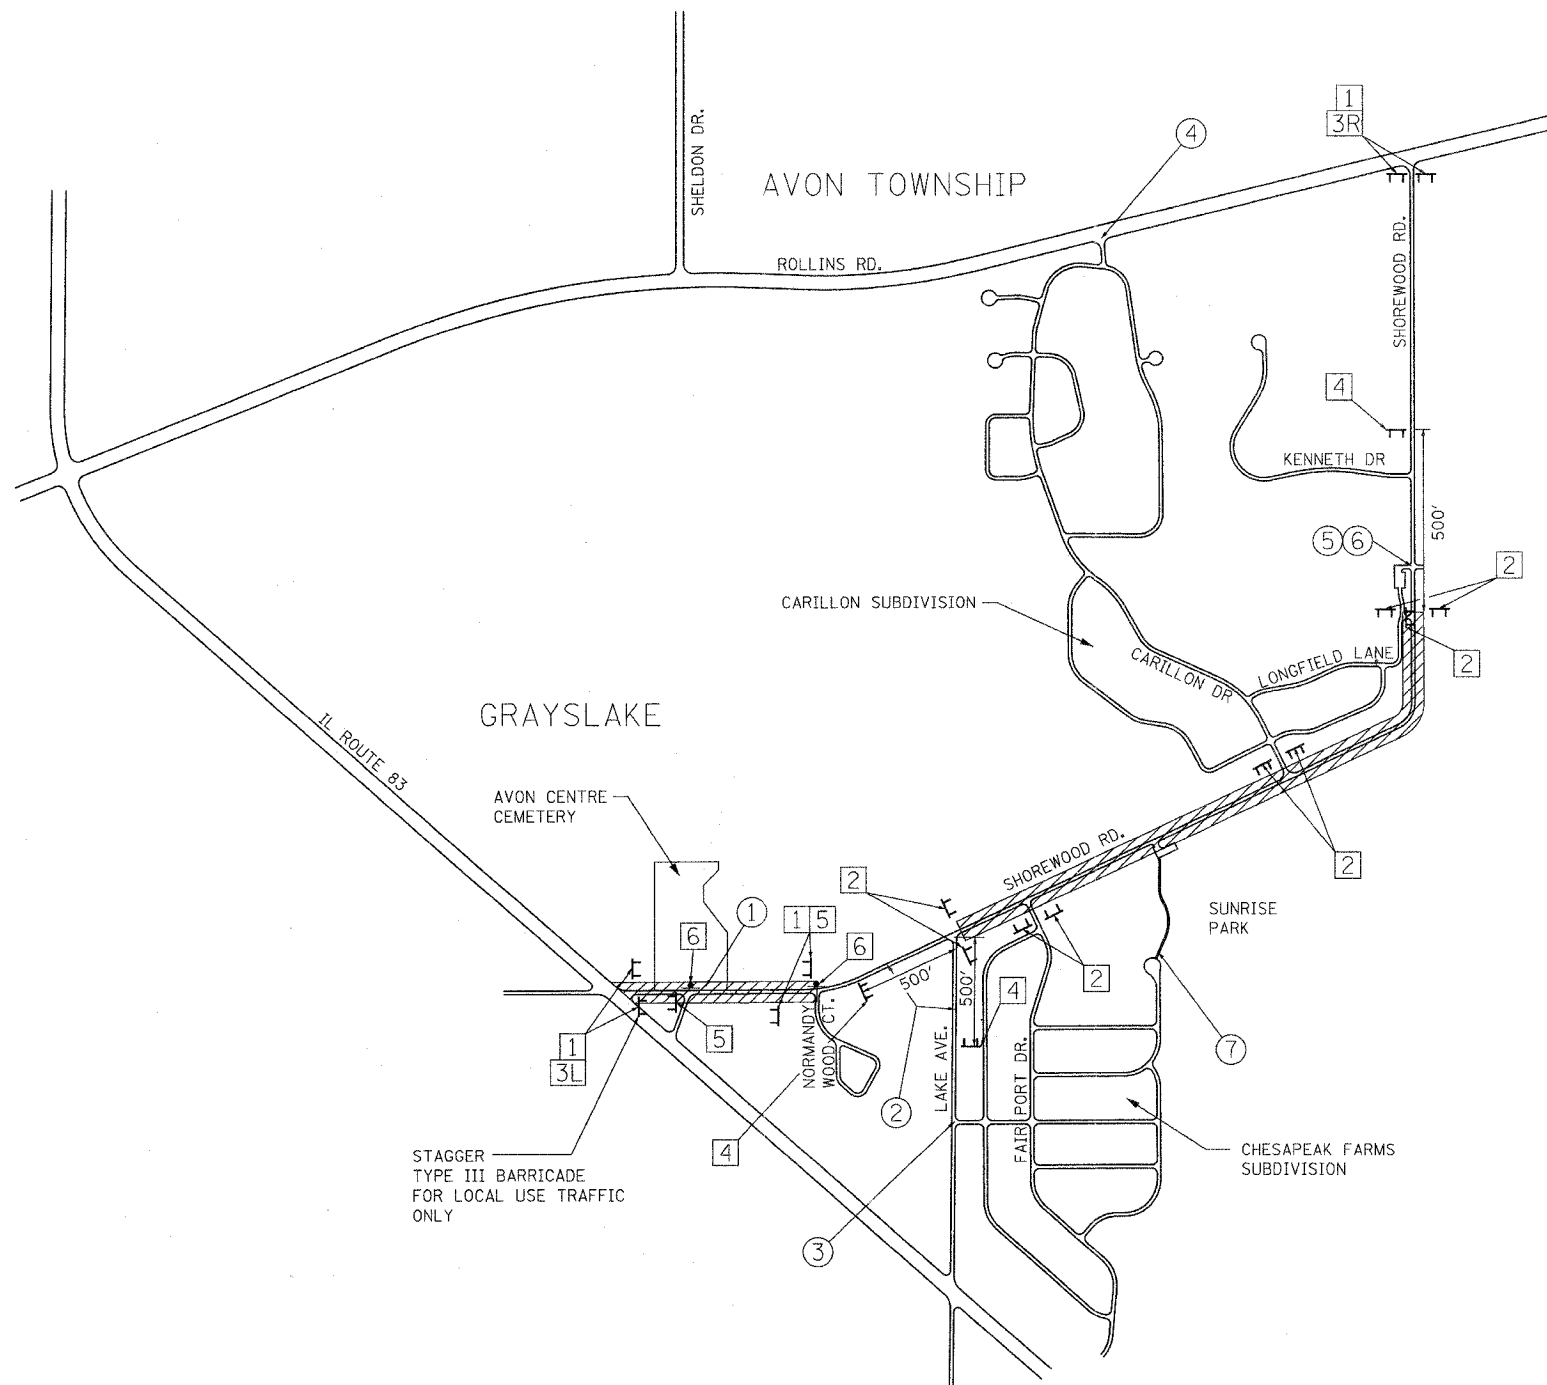 1
3R
4
SHELDON DR.
AVON TOWNSHIP
SHOREWOOD RD.
ROLLINS RD.
4
KENNETH DR
500'
5 6
2
CARILLON SUBDIVISION
2
LONGFIELD LANE
CARILLON DR
GRAYSLAKE
IL ROUTE 83
AVON CENTRE
CEMETERY
SHOREWOOD RD.
2
2
1
1 5
6
6
SUNRISE
PARK
2
500'
500'
4
NORMANDY
WOOD CT.
LAKE AVE.
FAIR PORT DR.
1
3L
5
7
2
4
STAGGER
TYPE III BARRICADE
FOR LOCAL USE TRAFFIC
ONLY
CHESAPEAK FARMS
SUBDIVISION
3